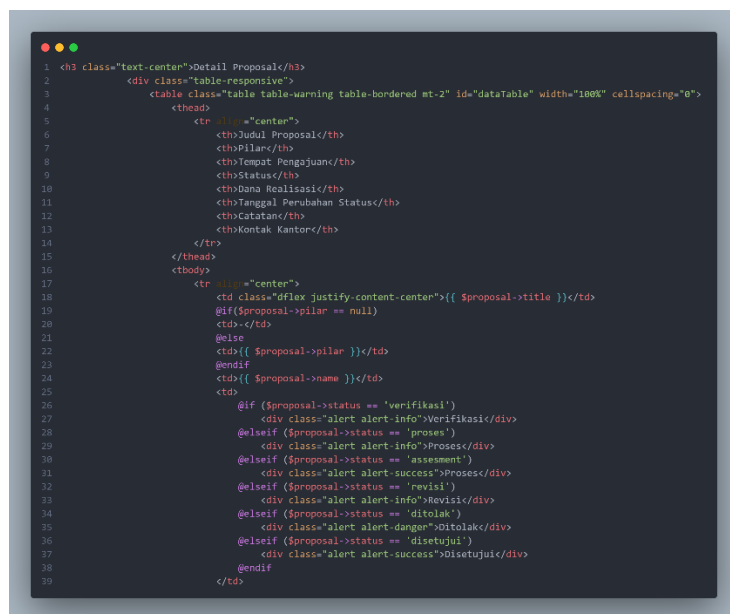 1 <h3 class="text-center">Detail Proposal</h3>
2 <div class="table-responsive">
3 <table class="table table-warning table-bordered mt-2" id="dataTable" width="100%" cellspacing="0">
4 <thead>
5 <tr align="center">
6 <th>Judul Proposal</th>
7 <th>Pilar</th>
8 <th>Tempat Pengajuan</th>
9 <th>Status</th>
10 <th>Dana Realisasi</th>
11 <th>Tanggal Perubahan Status</th>
12 <th>Catatan</th>
13 <th>Kontak Kantor</th>
14 </tr>
15 </thead>
16 <tbody>
17 <tr align="center">
18 <td class="dflex justify-content-center">{{ $proposal->title }}</td>
19 @if($proposal->pilar == null)
20 <td>-</td>
21 @else
22 <td>{{ $proposal->pilar }}</td>
23 @endif
24 <td>{{ $proposal->name }}</td>
25 <td>
26 @if ($proposal->status == 'verifikasi')
27 <div class="alert alert-info">Verifikasi</div>
28 @elseif ($proposal->status == 'proses')
29 <div class="alert alert-info">Proses</div>
30 @elseif ($proposal->status == 'assesment')
31 <div class="alert alert-success">Proses</div>
32 @elseif ($proposal->status == 'revisi')
33 <div class="alert alert-info">Revisi</div>
34 @elseif ($proposal->status == 'ditolak')
35 <div class="alert alert-danger">Ditolak</div>
36 @elseif ($proposal->status == 'disetujui')
37 <div class="alert alert-success">Disetujui</div>
38 @endif
39 </td>